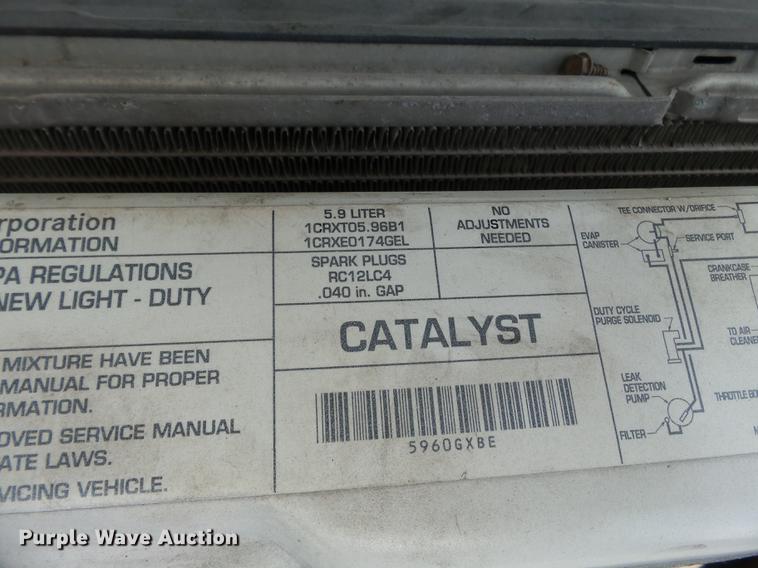 rporation
FORMATION
PA REGULATIONS
NEW LIGHT - DUTY
MIXTURE HAVE BEEN
MANUAL FOR PROPER
RMATION.
OVED SERVICE MANUAL
ATE LAWS.
VICING VEHICLE.
5.9 LITER
1CRXT05.96B1
1CRXE0174GEL
NO
ADJUSTMENTS
NEEDED
SPARK PLUGS
RC12LC4
.040 in. GAP
CATALYST
5960GXBE
TEE CONNECTOR W/ORIFICE
EVAP
CANISTER
SERVICE PORT
CRANKCASE
BREATHER
DUTY CYCLE
PURGE SOLENOID
TO AIR
CLEANE
LEAK
DETECTION
PUMP
THROTTLE BO
FILTER
Purple Wave Auction